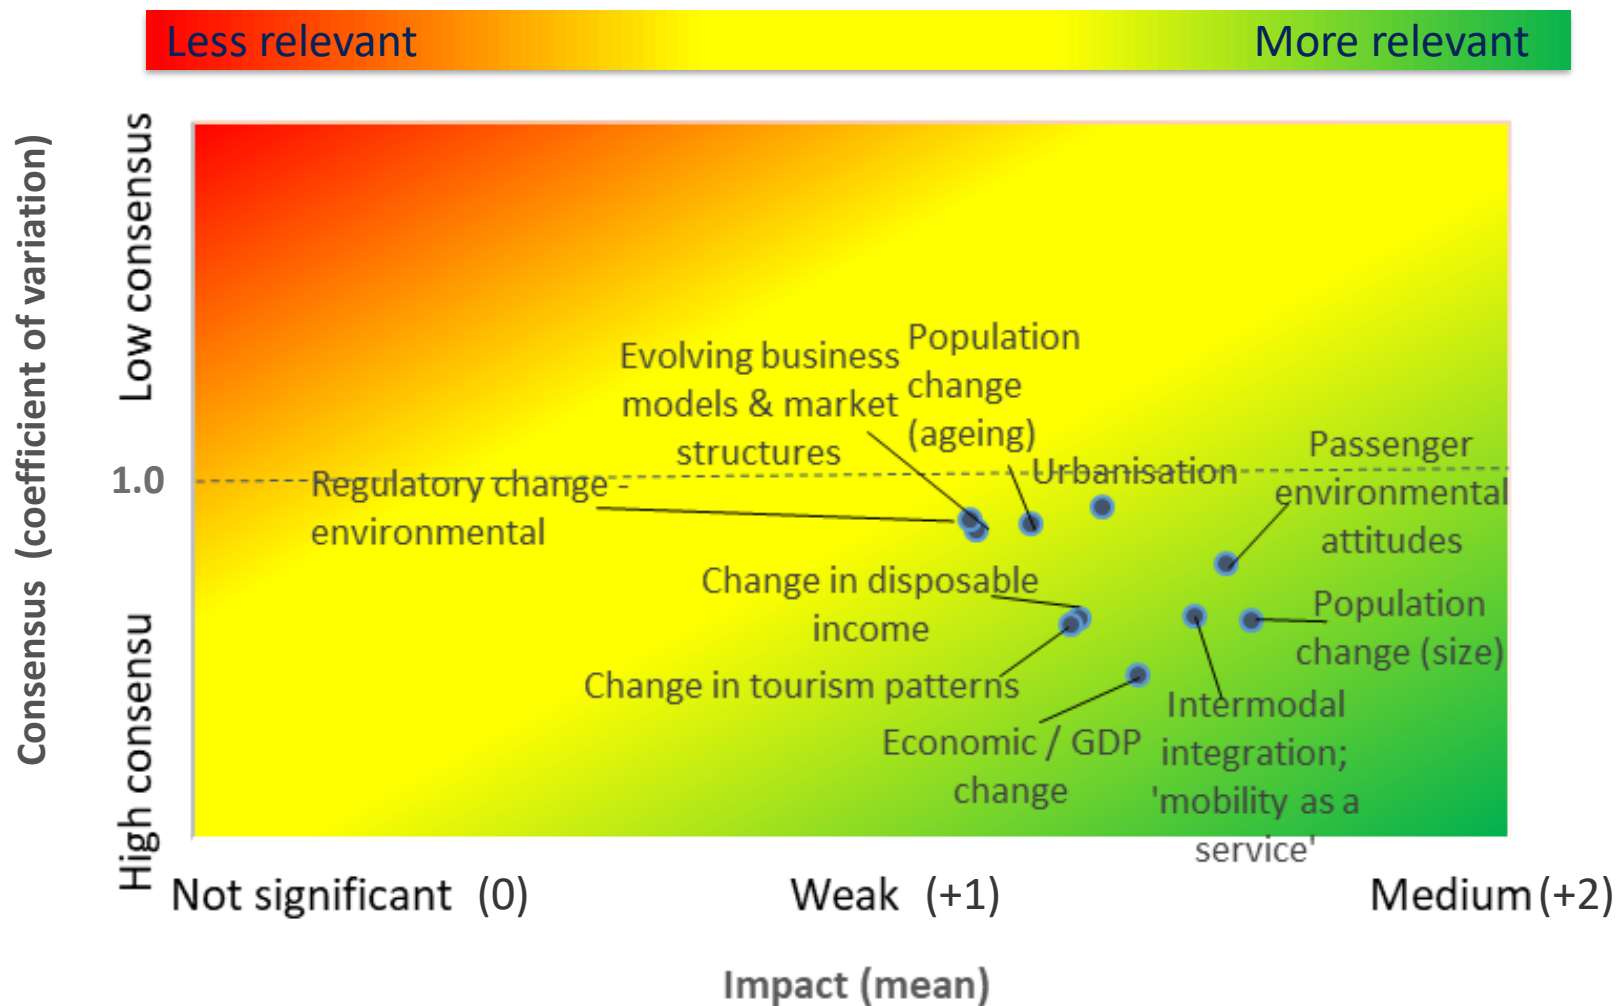 Less relevant
More relevant
Consensus (coefficient of variation)
Low consensus
1.0
High consensu
Evolving business
models & market
structures
Population
change
(ageing)
Urbanisation
Passenger
environmental
attitudes
Regulatory change -
environmental
Change in disposable
income
Population
change (size)
Change in tourism patterns
Economic / GDP
change
Intermodal
integration;
'mobility as a
service'
Not significant (0)
Weak (+1)
Medium (+2)
Impact (mean)